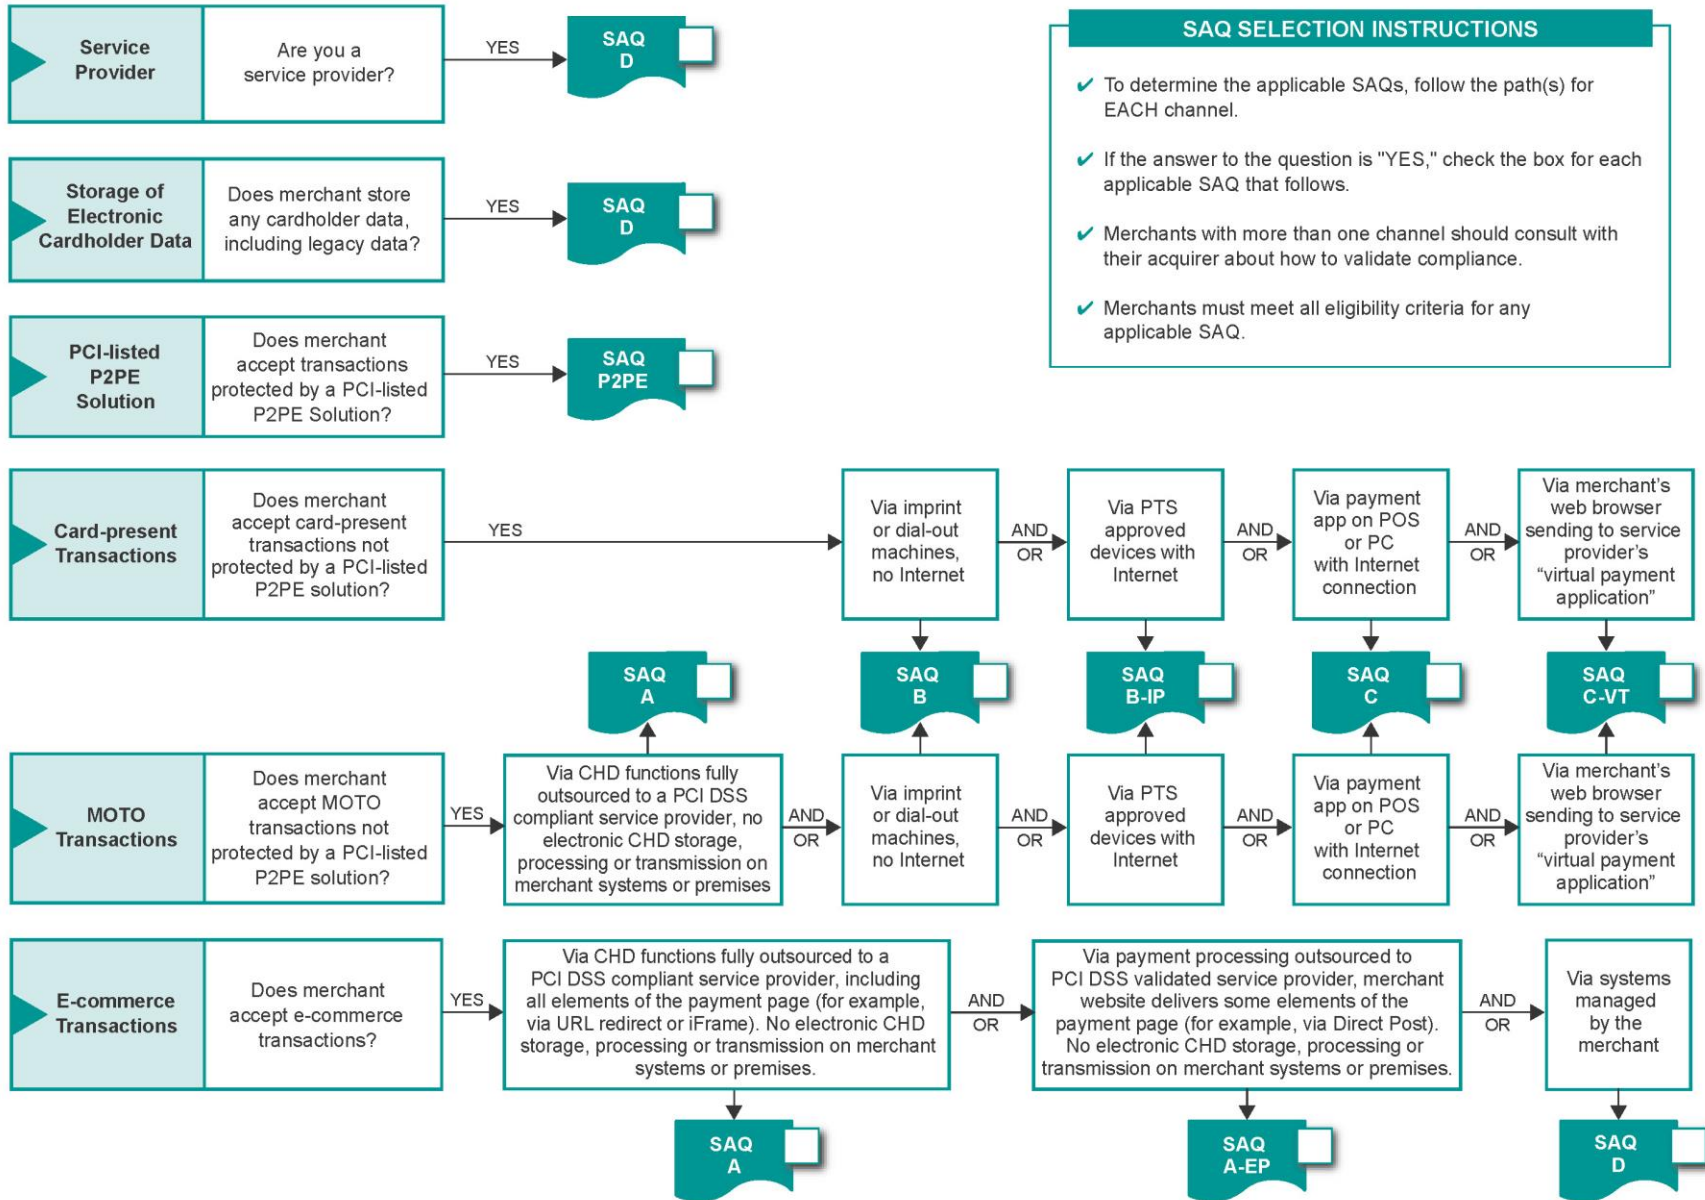 Service
Provider
Are you a
service provider?
YES
SAQ
D
SAQ SELECTION INSTRUCTIONS
✔ To determine the applicable SAQs, follow the path(s) for
EACH channel.
✔ If the answer to the question is "YES," check the box for each
applicable SAQ that follows.
✔ Merchants with more than one channel should consult with
their acquirer about how to validate compliance.
✔ Merchants must meet all eligibility criteria for any
applicable SAQ.
Storage of
Electronic
Cardholder Data
Does merchant store
any cardholder data,
including legacy data?
YES
SAQ
D
PCI-listed
P2PE
Solution
Does merchant
accept transactions
protected by a PCI-listed
P2PE Solution?
YES
SAQ
P2PE
Card-present
Transactions
Does merchant
accept card-present
transactions not
protected by a PCI-listed
P2PE solution?
YES
Via imprint
or dial-out
machines,
no Internet
AND
OR
Via PTS
approved
devices with
Internet
AND
OR
Via payment
app on POS
or PC
with Internet
connection
AND
OR
Via merchant's
web browser
sending to service
provider's
“virtual payment
application”
SAQ
A
SAQ
B
SAQ
B-IP
SAQ
C
SAQ
C-VT
MOTO
Transactions
Does merchant
accept MOTO
transactions not
protected by a PCI-listed
P2PE solution?
YES
Via CHD functions fully
outsourced to a PCI DSS
compliant service provider, no
electronic CHD storage,
processing or transmission on
merchant systems or premises
AND
OR
Via imprint
or dial-out
machines,
no Internet
AND
OR
Via PTS
approved
devices with
Internet
AND
OR
Via payment
app on POS
or PC
with Internet
connection
AND
OR
Via merchant's
web browser
sending to service
provider's
“virtual payment
application”
E-commerce
Transactions
Does merchant
accept e-commerce
transactions?
YES
Via CHD functions fully outsourced to a
PCI DSS compliant service provider, including
all elements of the payment page (for example,
via URL redirect or iFrame). No electronic CHD
storage, processing or transmission on merchant
systems or premises.
AND
OR
Via payment processing outsourced to
PCI DSS validated service provider, merchant
website delivers some elements of the
payment page (for example, via Direct Post).
No electronic CHD storage, processing or
transmission on merchant systems or premises.
AND
OR
Via systems
managed
by the
merchant
SAQ
A
SAQ
A-EP
SAQ
D